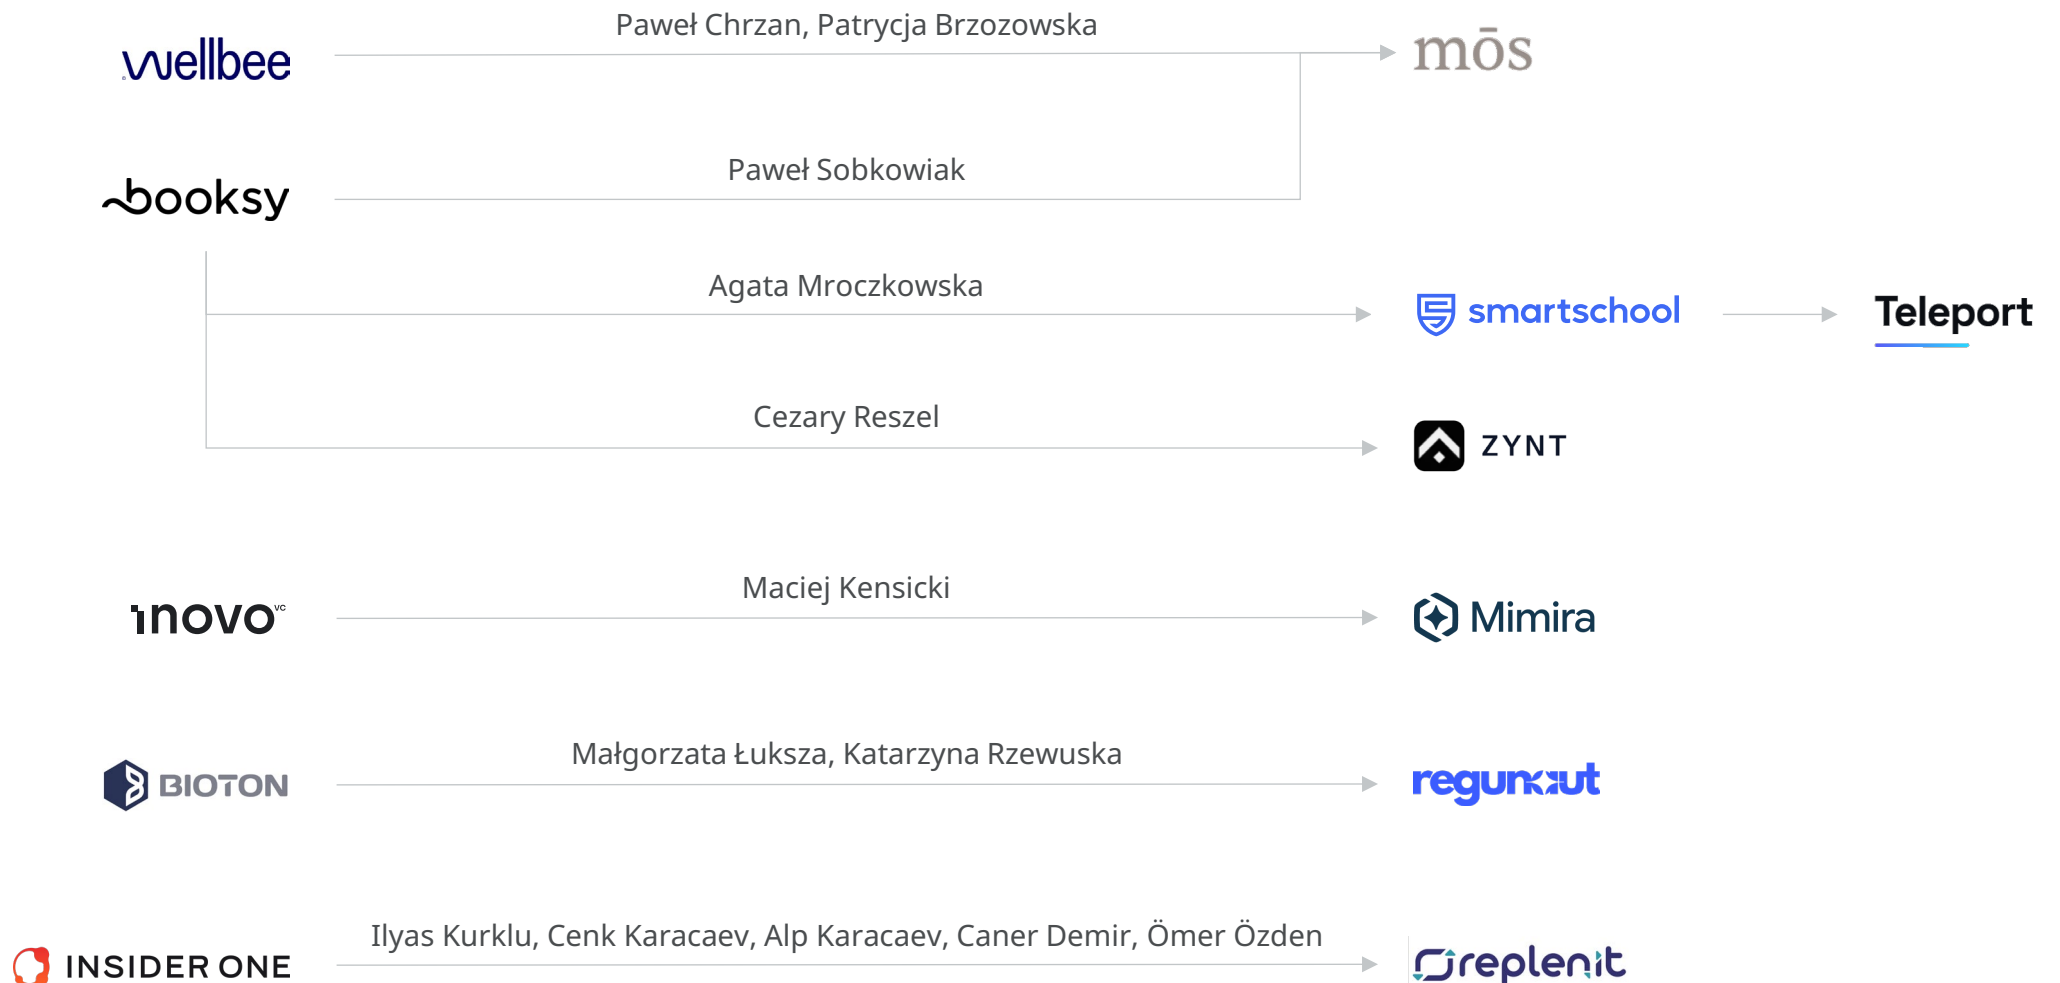 Paweł Chrzan, Patrycja Brzozowska
wellbee
mōs
Paweł Sobkowiak
booksy
Agata Mroczkowska
smartschool
Teleport
Cezary Reszel
ZYNT
Maciej Kensicki
inovo vc
Mimira
Małgorzata Łuksza, Katarzyna Rzewuska
BIOTON
regunaut
Ilyas Kurklu, Cenk Karacaev, Alp Karacaev, Caner Demir, Ömer Özden
INSIDER ONE
replenit